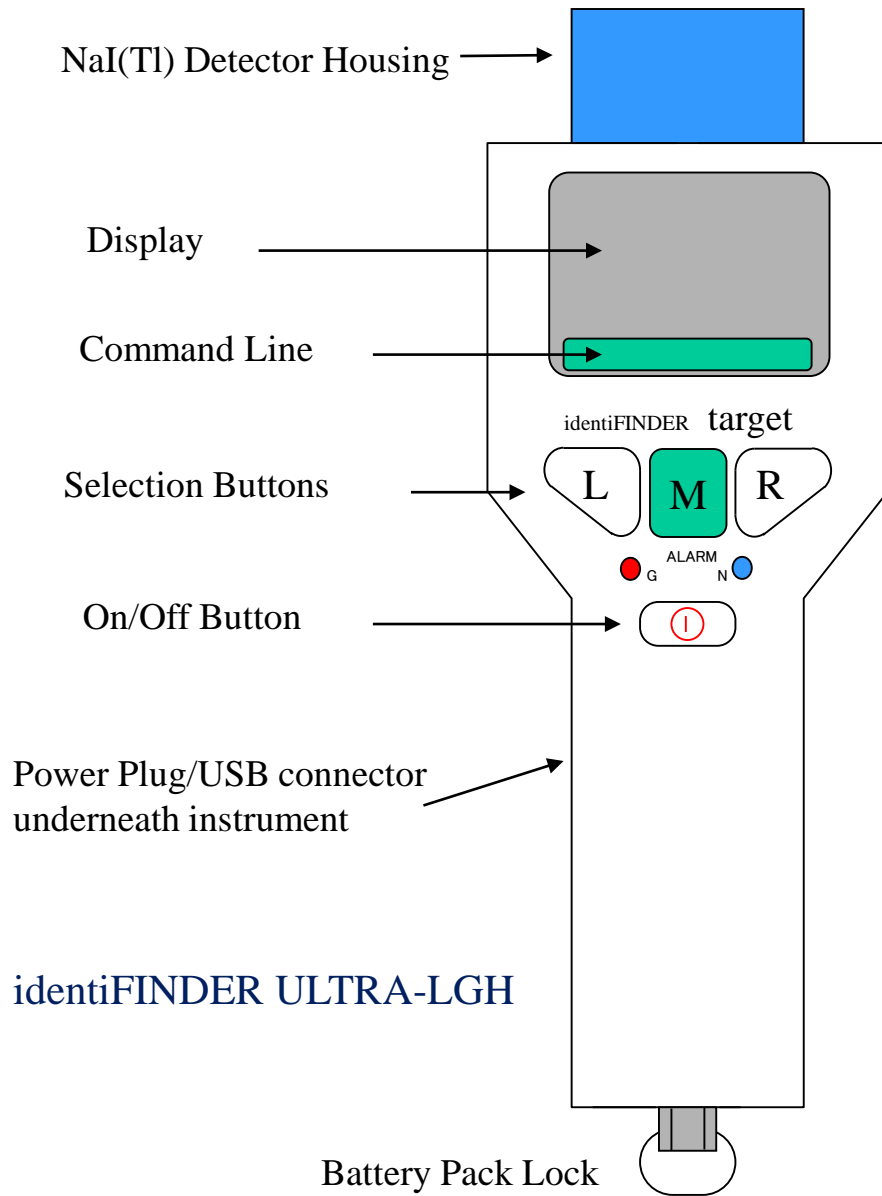 NaI(Tl) Detector Housing
Display
Command Line
identiFINDER target
Selection Buttons
L M R
ALARM
G N
On/Off Button
I
Power Plug/USB connector
underneath instrument
identiFINDER ULTRA-LGH
Battery Pack Lock